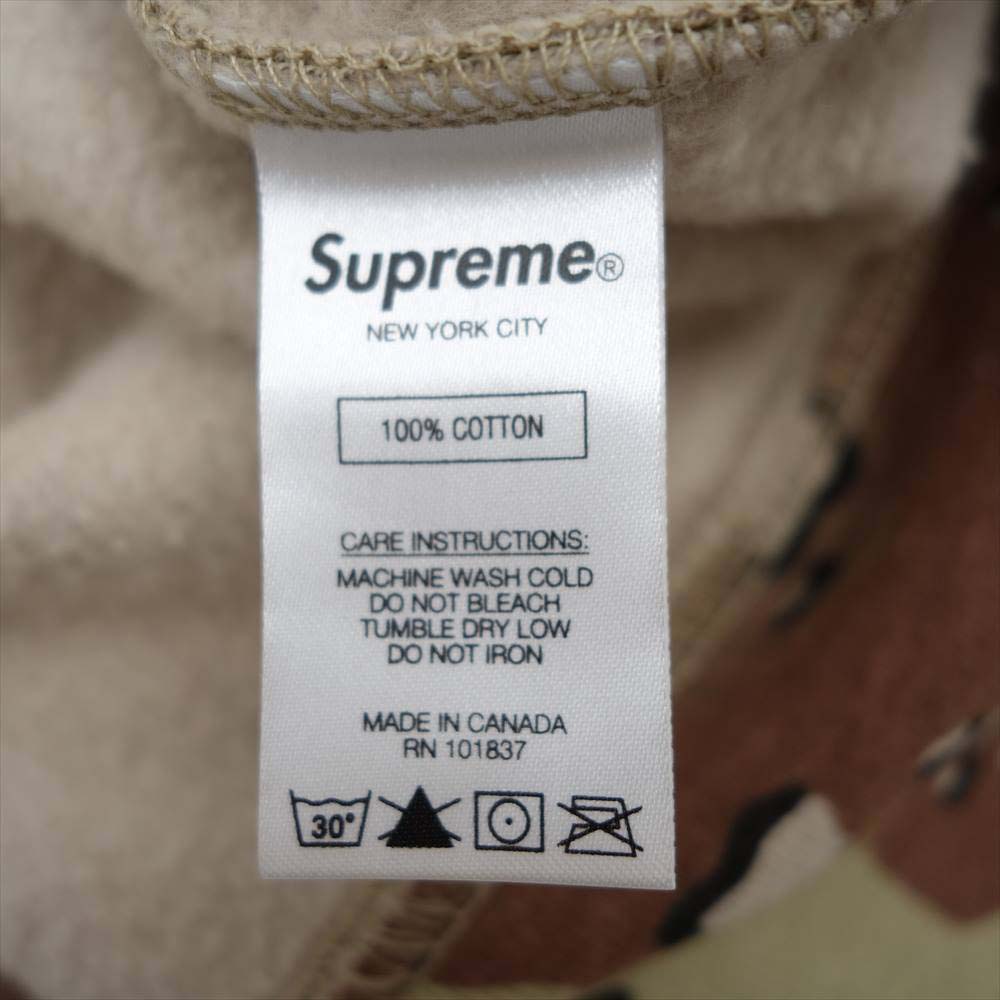 Supreme®
NEW YORK CITY
100% COTTON
CARE INSTRUCTIONS:
MACHINE WASH COLD
DO NOT BLEACH
TUMBLE DRY LOW
DO NOT IRON
MADE IN CANADA
RN 101837
30°